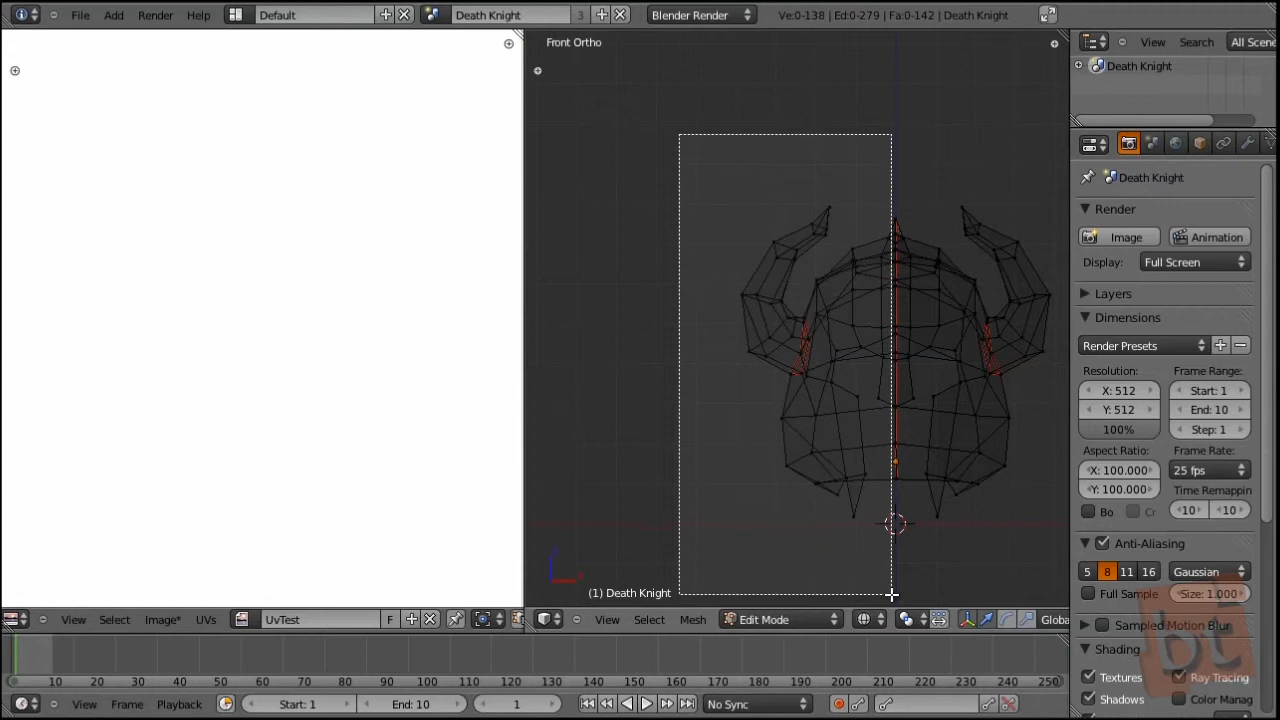 File Add Render Help Default Death Knight 3 Blender Render Ve:0-138 | Ed:0-279 | Fa:0-142 | Death Knight
Front Ortho
View Search All Scene
Death Knight
Death Knight
Render
Image Animation
Display: Full Screen
Layers
Dimensions
Render Presets
Resolution: Frame Range:
X: 512 Start: 1
Y: 512 End: 10
100% Step: 1
Aspect Ratio: Frame Rate:
X: 100.000 25 fps
Y: 100.000 Time Remappin
Bo Cr 10 10
Anti-Aliasing
5 8 11 16 Gaussian
Full Sample Size: 1.000
Sampled Motion Blur
Shading
Textures Ray Tracing
Shadows Color Manag
bt
(1) Death Knight
View Select Image* UVs UvTest F
View Select Mesh Edit Mode Globa
10 20 30 40 50 60 70 80 90 100 110 120 130 140 150 160 170 180 190 200 210 220 230 240 250
View Frame Playback Start: 1 End: 10 1 No Sync